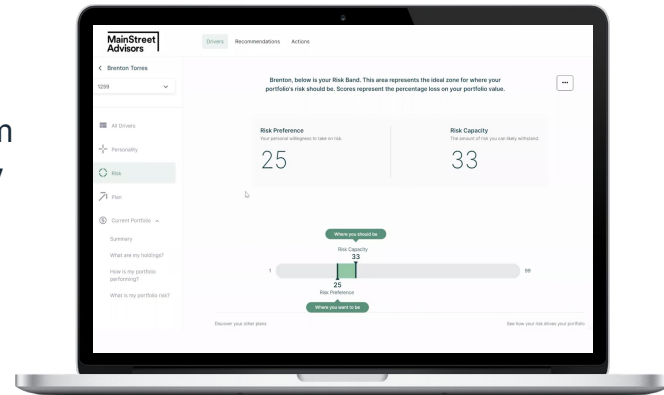 MainStreet
Advisors
Drivers Recommendations Actions
Brenton Torres
1259
All Drivers
Personality
Risk
Plan
Current Portfolio
Summary
What are my holdings?
How is my portfolio
performing?
What is my portfolio risk?
Brenton, below is your Risk Band. This area represents the ideal zone for where your
portfolio's risk should be. Scores represent the percentage loss on your portfolio value.
Risk Preference
Your personal willingness to take on risk.
25
Risk Capacity
The amount of risk you can likely withstand.
33
Where you should be
Risk Capacity
33
1 99
25
Risk Preference
Where you want to be
Discover your other plans
See how your risk drives your portfolio